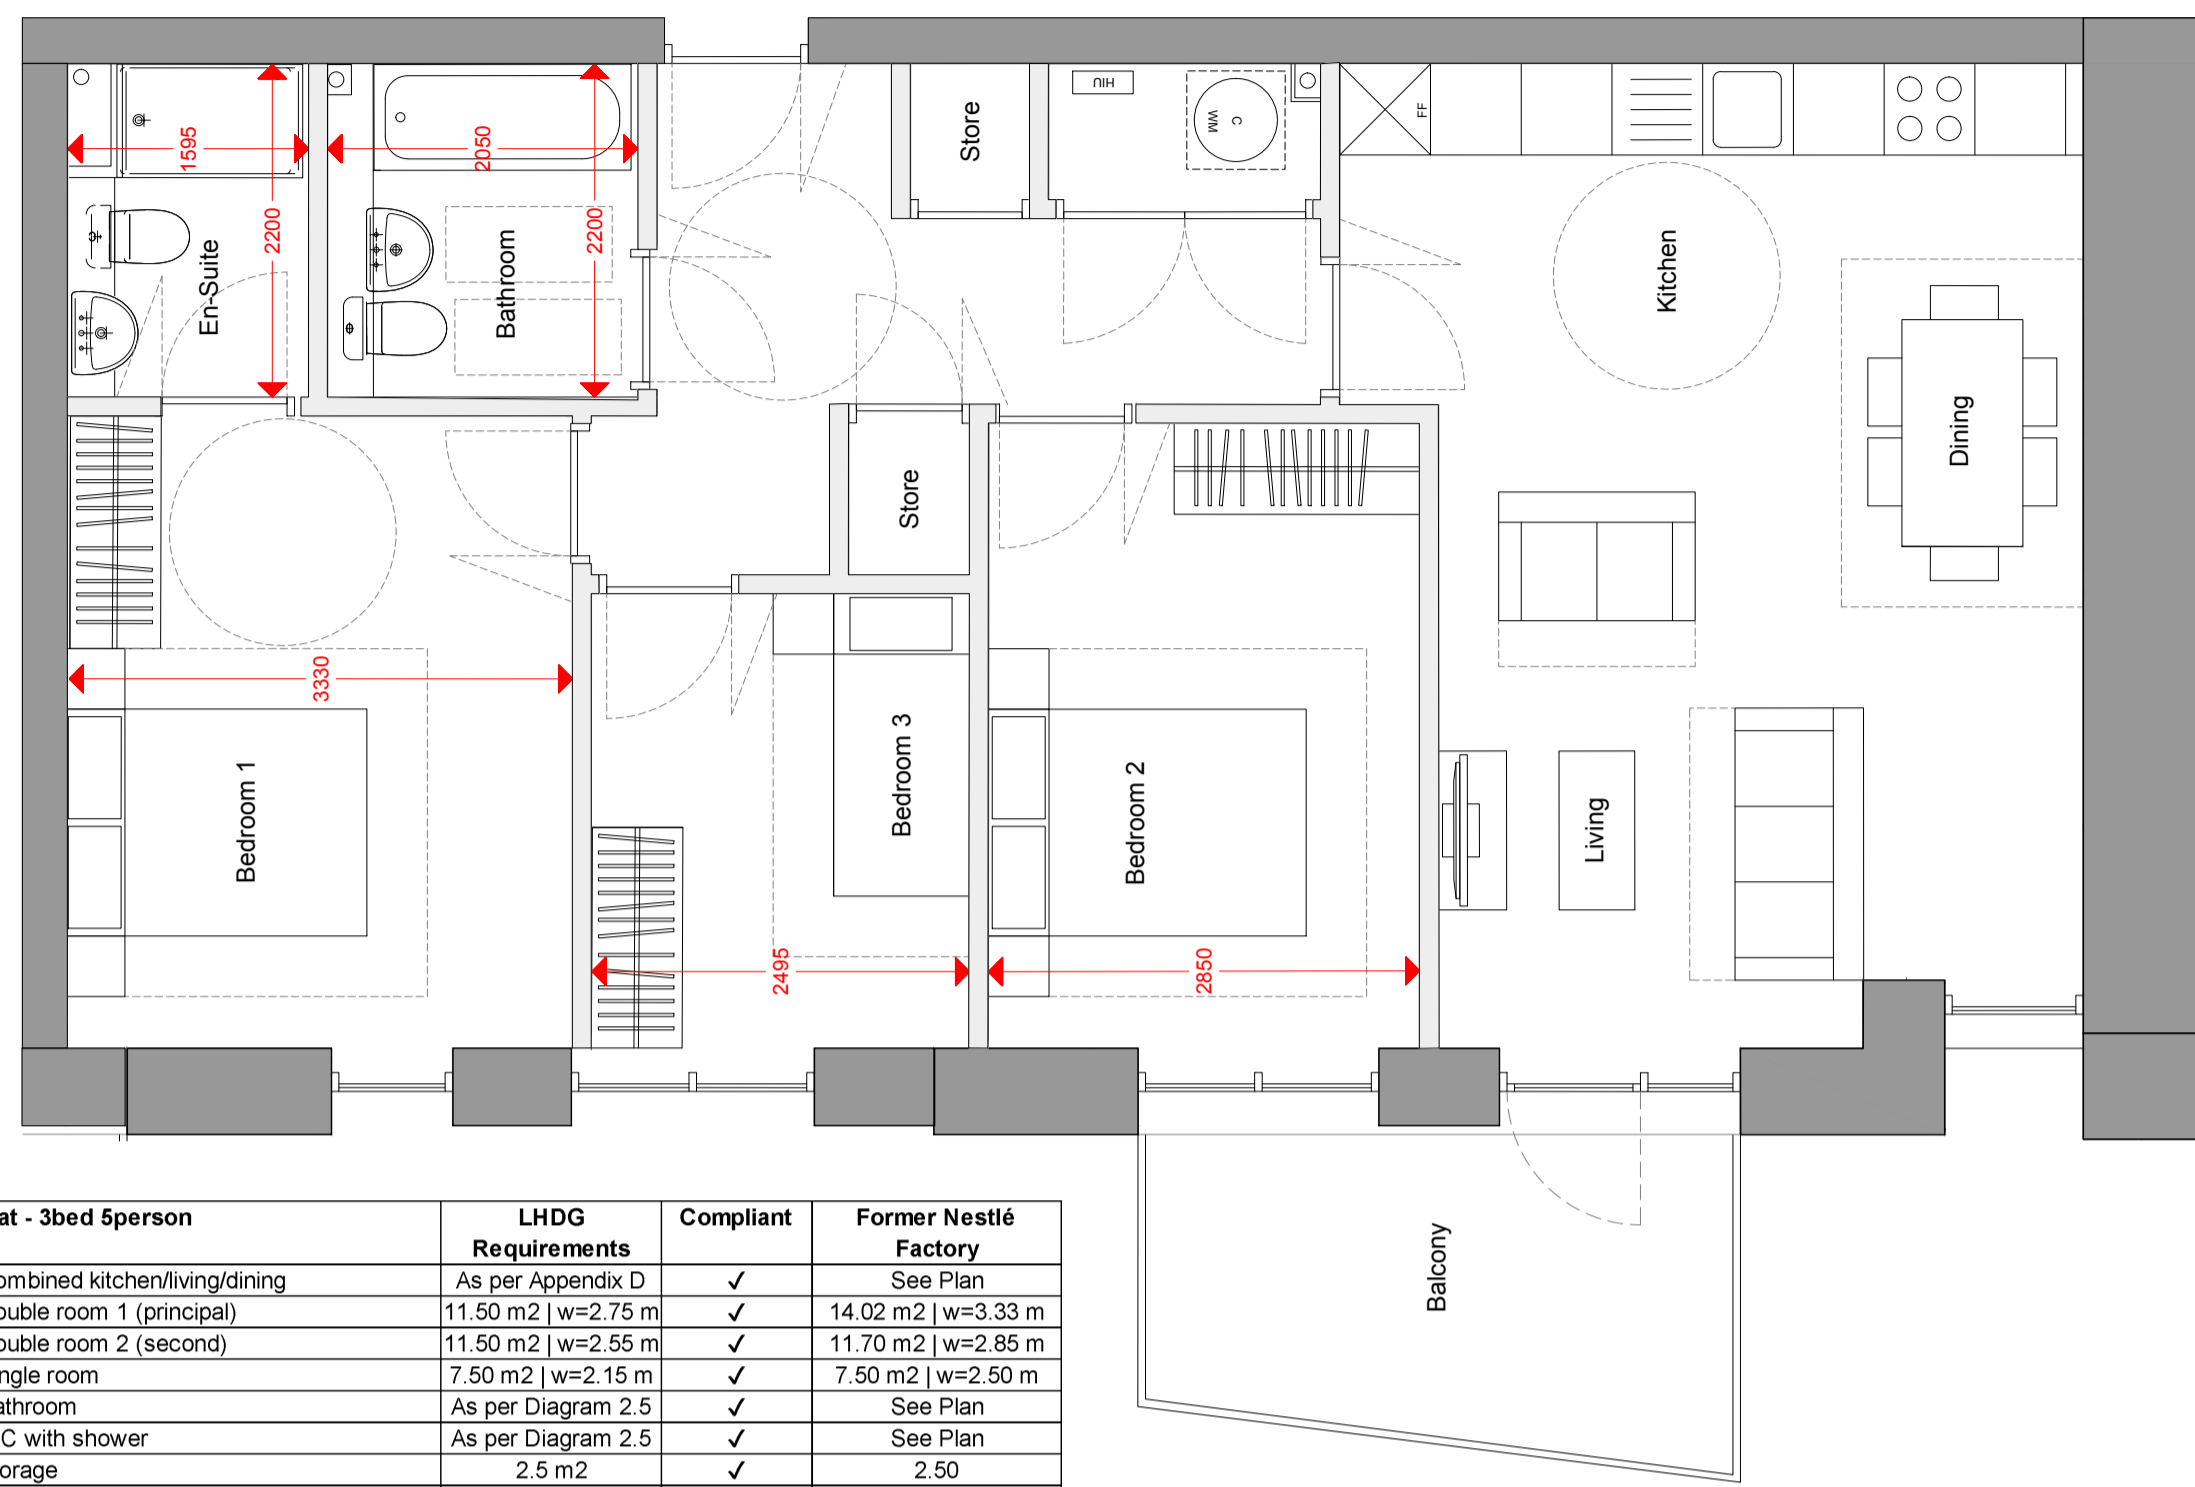 FF
HIU
C
WM
Store
1595
2050
2200
2200
En-Suite
Bathroom
Kitchen
Dining
Store
3330
Bedroom 1
Bedroom 3
Bedroom 2
Living
2495
2850
Balcony
at - 3bed 5person LHDG Requirements Compliant Former Nestlé Factory
ombined kitchen/living/dining As per Appendix D ✓ See Plan
ouble room 1 (principal) 11.50 m2 | w=2.75 m ✓ 14.02 m2 | w=3.33 m
ouble room 2 (second) 11.50 m2 | w=2.55 m ✓ 11.70 m2 | w=2.85 m
ngle room 7.50 m2 | w=2.15 m ✓ 7.50 m2 | w=2.50 m
athroom As per Diagram 2.5 ✓ See Plan
C with shower As per Diagram 2.5 ✓ See Plan
orage 2.5 m2 ✓ 2.50